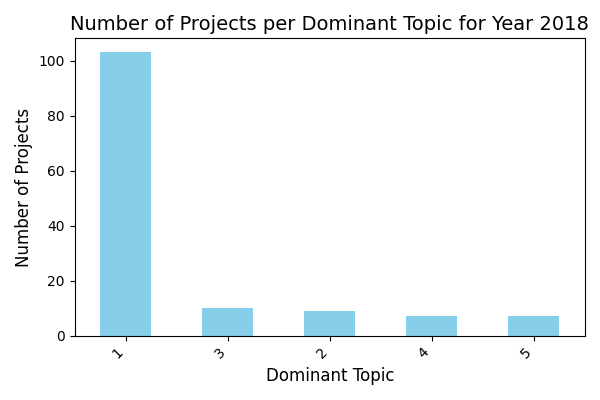 Number of Projects per Dominant Topic for Year 2018
Number of Projects
100
80
60
40
20
0
1 3 2 4 5
Dominant Topic